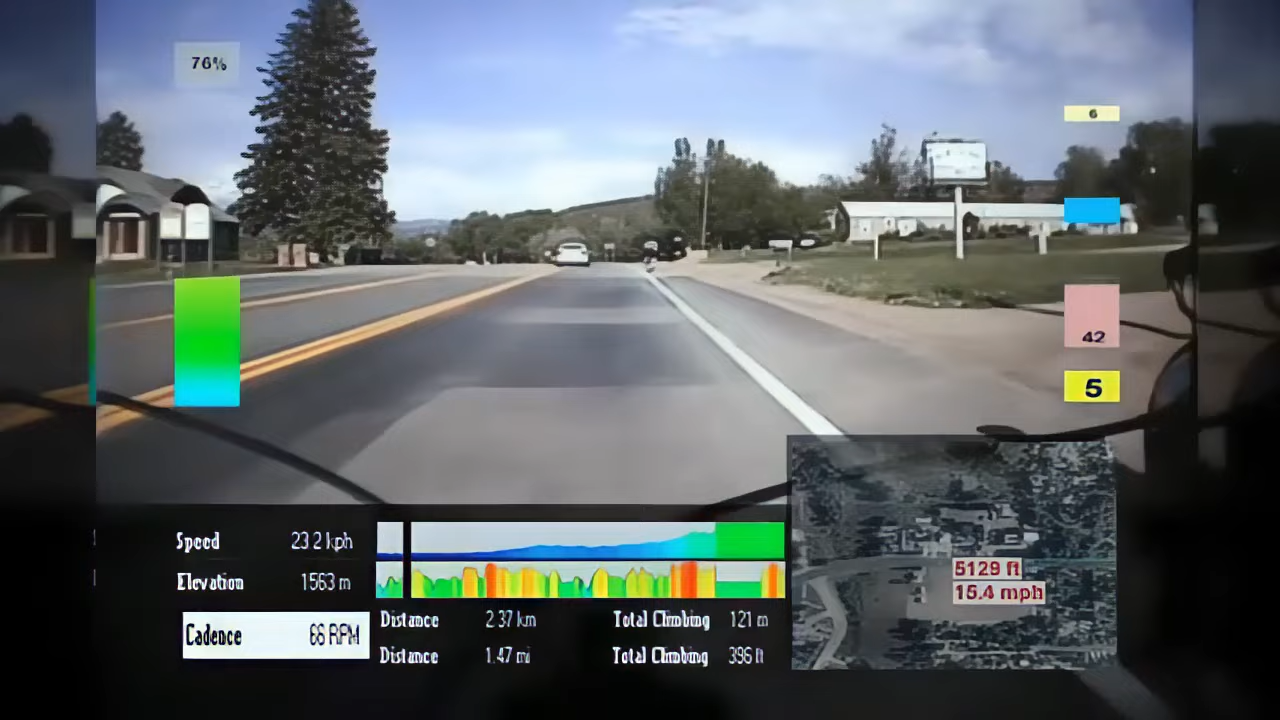 76%
6
42
5
5129 ft
15.4 mph
Speed 23.2 kph
Elevation 1563 m
Cadence 66 RPM
Distance 2.37 km Total Climbing 121 m
Distance 1.47 mi Total Climbing 396 ft